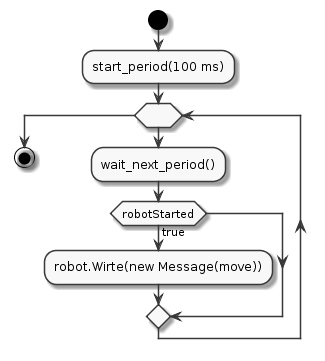 start_period(100 ms)
wait_next_period()
robotStarted
true
robot.Wirte(new Message(move))